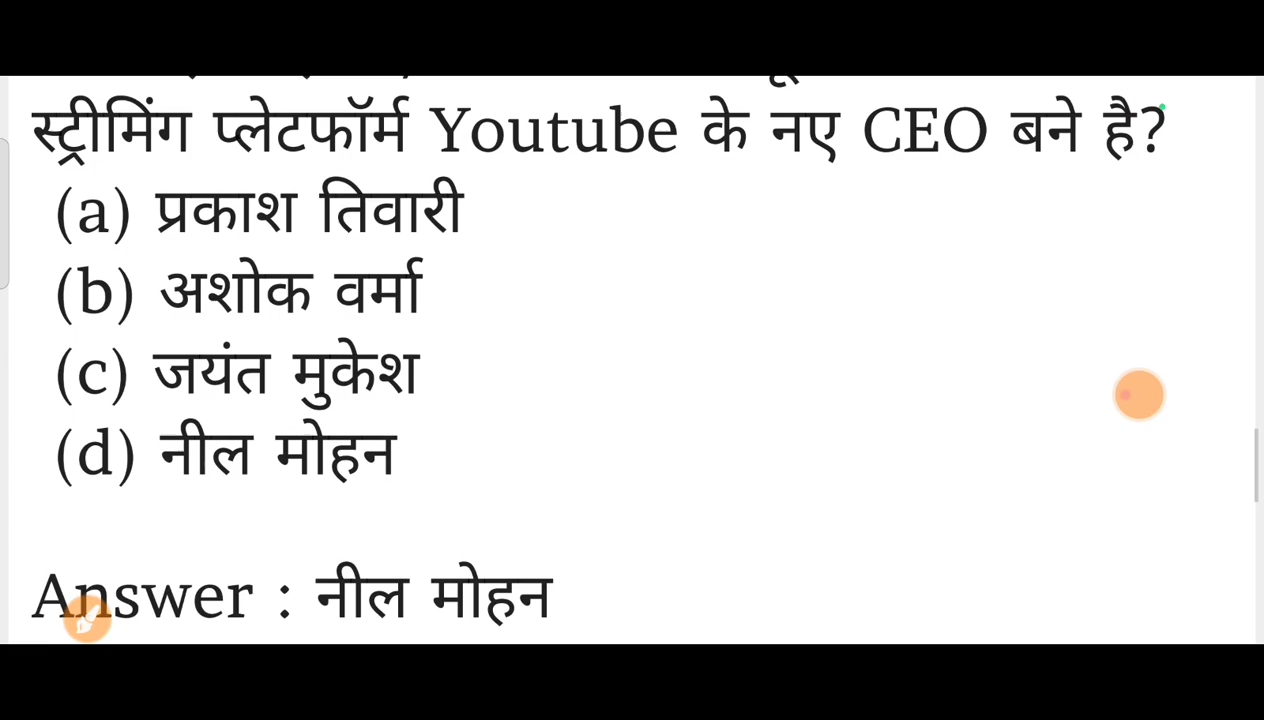 स्ट्रीमिंग प्लेटफॉर्म Youtube के नए CEO बने है?
(a) प्रकाश तिवारी
(b) अशोक वर्मा
(c) जयंत मुकेश
(d) नील मोहन
Answer : नील मोहन